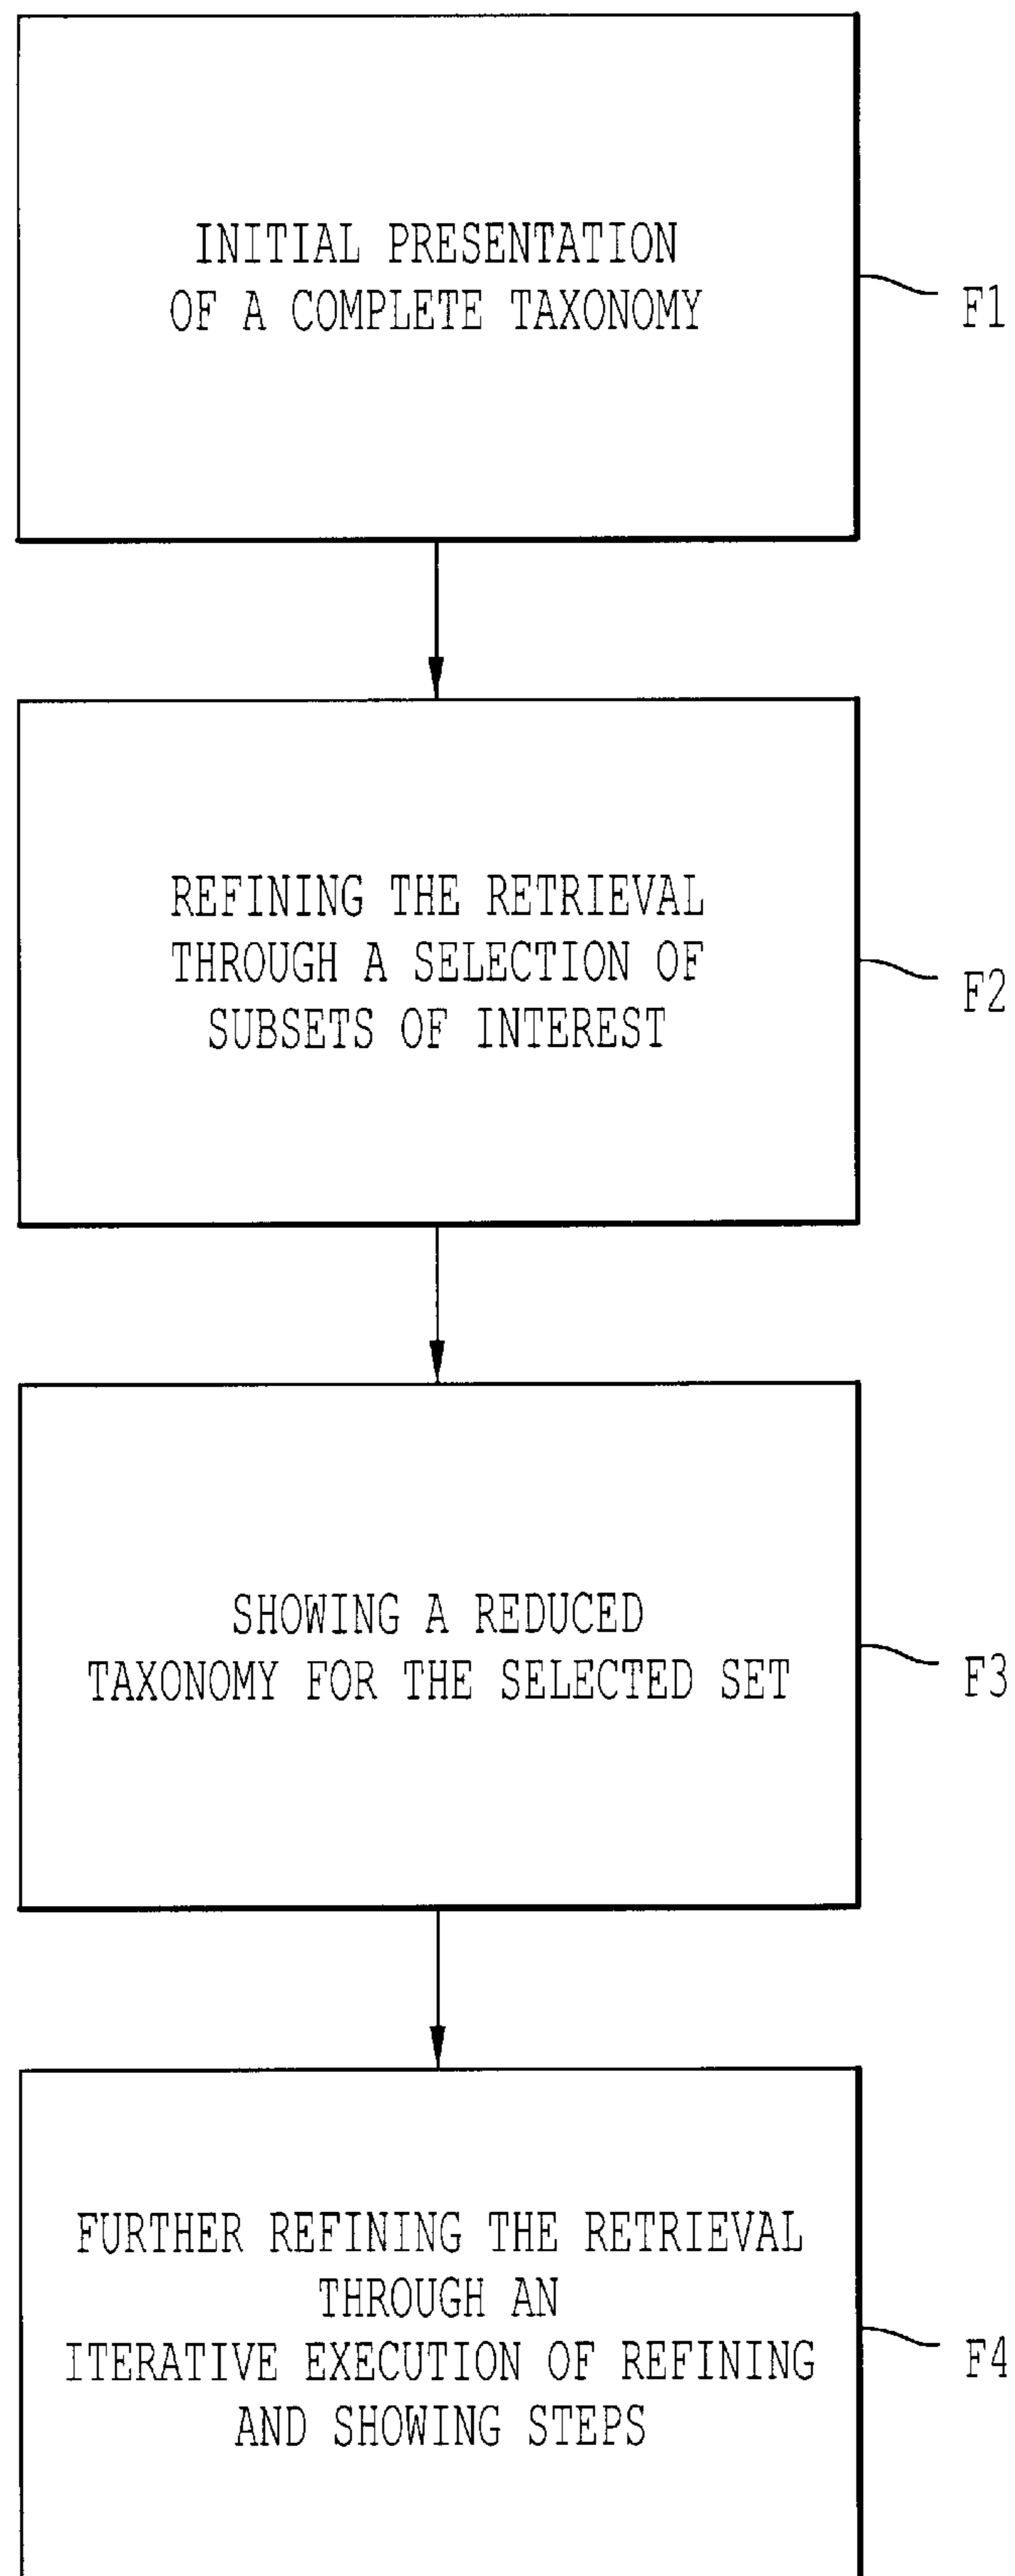 INITIAL PRESENTATION
OF A COMPLETE TAXONOMY
F1
REFINING THE RETRIEVAL
THROUGH A SELECTION OF
SUBSETS OF INTEREST
F2
SHOWING A REDUCED
TAXONOMY FOR THE SELECTED SET
F3
FURTHER REFINING THE RETRIEVAL
THROUGH AN
ITERATIVE EXECUTION OF REFINING
AND SHOWING STEPS
F4